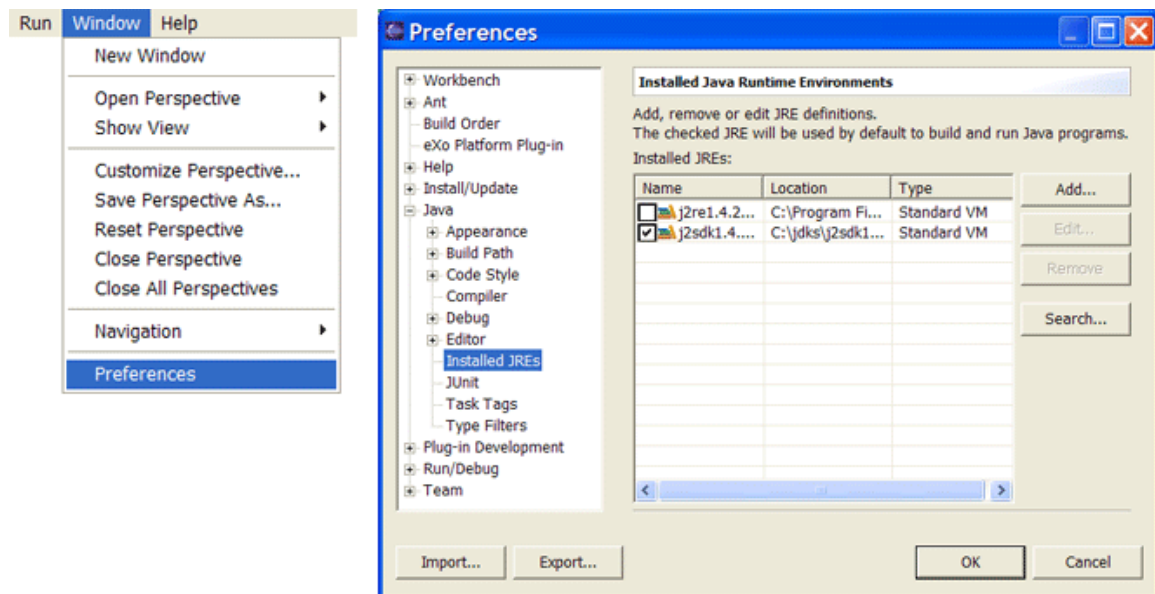 Run Window Help
New Window
Open Perspective
Show View
Customize Perspective...
Save Perspective As...
Reset Perspective
Close Perspective
Close All Perspectives
Navigation
Preferences
Preferences
Workbench
Ant
Build Order
eXo Platform Plug-in
Help
Install/Update
Java
Appearance
Build Path
Code Style
Compiler
Debug
Editor
Installed JREs
JUnit
Task Tags
Type Filters
Plug-in Development
Run/Debug
Team
Installed Java Runtime Environments
Add, remove or edit JRE definitions.
The checked JRE will be used by default to build and run Java programs.
Installed JREs:
Name Location Type
j2re1.4.2... C:\Program Fi... Standard VM
j2sdk1.4.... C:\jdks\j2sdk1... Standard VM
Add...
Edit...
Remove
Search...
Import... Export... OK Cancel